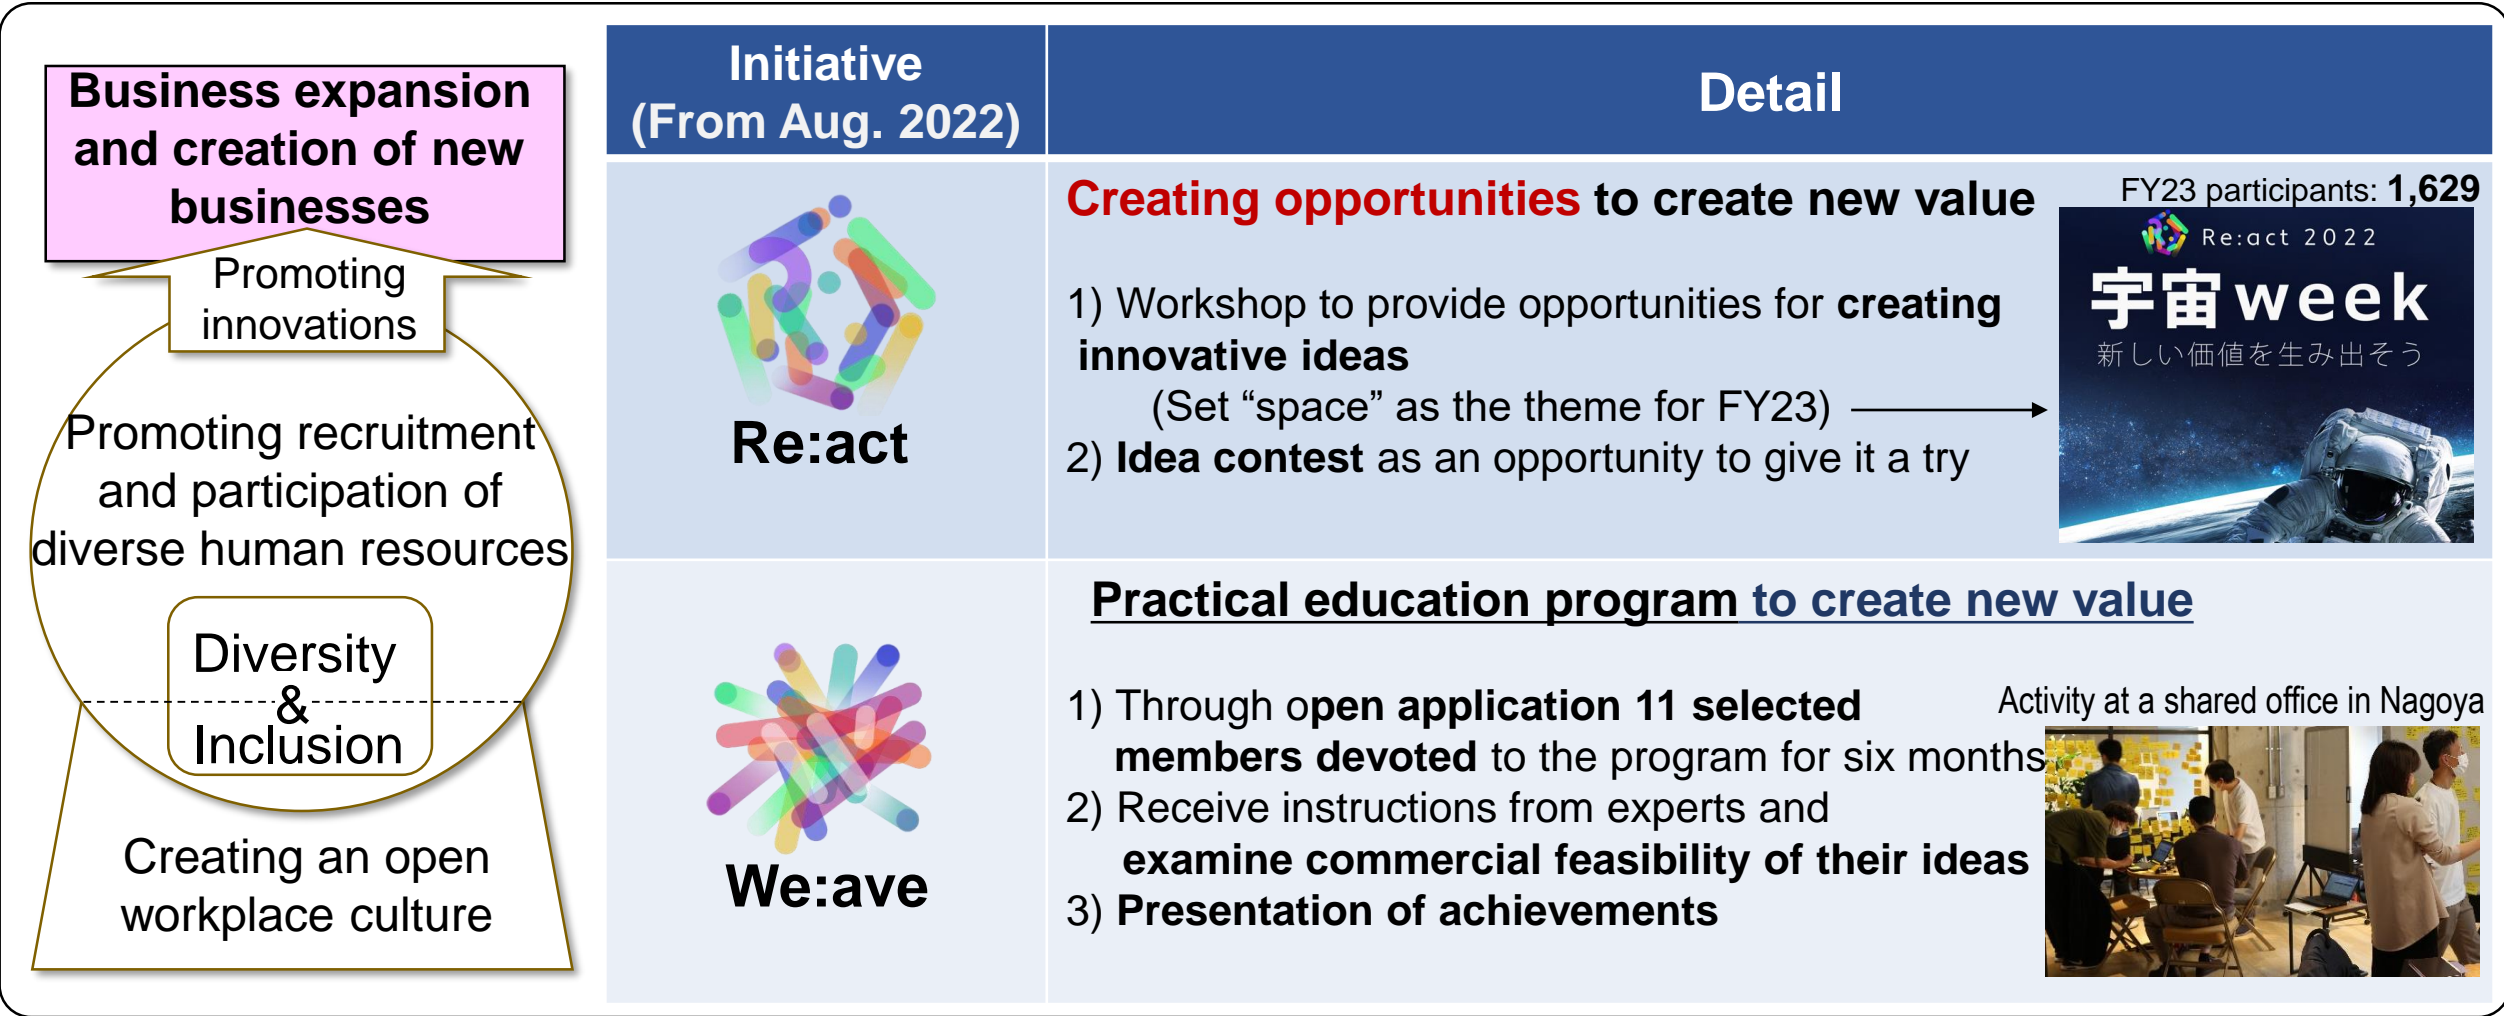 Business expansion
and creation of new
businesses
Promoting
innovations
Promoting recruitment
and participation of
diverse human resources
Diversity
&
Inclusion
Creating an open
workplace culture
Initiative
(From Aug. 2022)
Detail
Re:act
Creating opportunities to create new value
FY23 participants: 1,629
1) Workshop to provide opportunities for creating
innovative ideas
(Set “space” as the theme for FY23)
2) Idea contest as an opportunity to give it a try
Re:act 2022
宇宙week
新しい価値を生み出そう
We:ave
Practical education program to create new value
1) Through open application 11 selected
members devoted to the program for six months
2) Receive instructions from experts and
examine commercial feasibility of their ideas
3) Presentation of achievements
Activity at a shared office in Nagoya